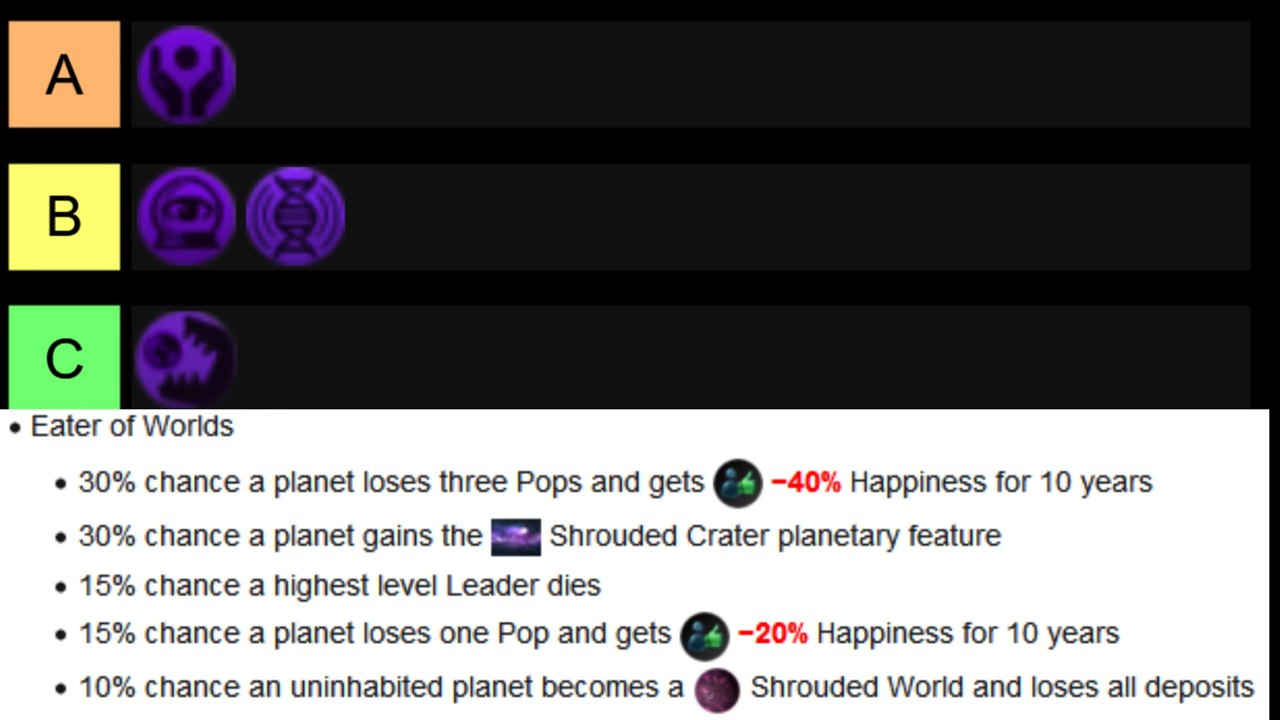 A
B
C
• Eater of Worlds
• 30% chance a planet loses three Pops and gets −40% Happiness for 10 years
• 30% chance a planet gains the Shrouded Crater planetary feature
• 15% chance a highest level Leader dies
• 15% chance a planet loses one Pop and gets −20% Happiness for 10 years
• 10% chance an uninhabited planet becomes a Shrouded World and loses all deposits